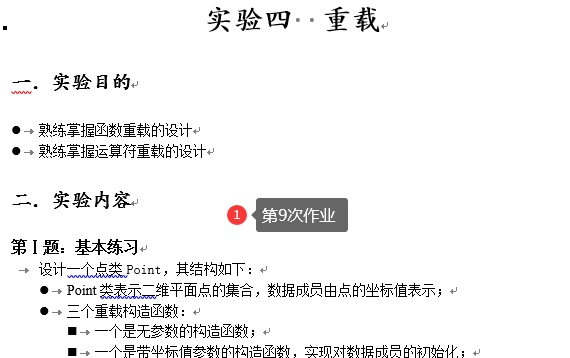 实验四 重载
一．实验目的
熟练掌握函数重载的设计
熟练掌握运算符重载的设计
二．实验内容
1 第9次作业
第Ⅰ题：基本练习
设计一个点类 Point，其结构如下：
Point 类表示二维平面点的集合，数据成员由点的坐标值表示；
三个重载构造函数：
一个是无参数的构造函数；
一个是带坐标值参数的构造函数，实现对数据成员的初始化；